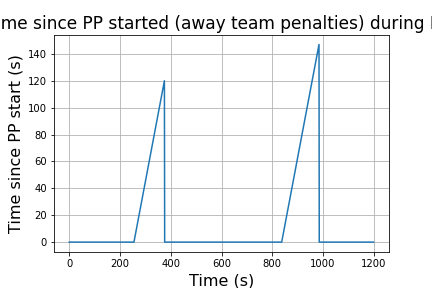 me since PP started (away team penalties) during
Time since PP start (s)
140
120
100
80
60
40
20
0
0 200 400 600 800 1000 1200
Time (s)